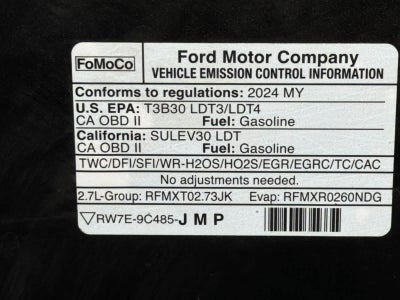 FoMoCo
Ford Motor Company
VEHICLE EMISSION CONTROL INFORMATION
Conforms to regulations: 2024 MY
U.S. EPA: T3B30 LDT3/LDT4
CA OBD II Fuel: Gasoline
California: SULEV30 LDT
CA OBD II Fuel: Gasoline
TWC/DFI/SFI/WR-H2OS/HO2S/EGR/EGRC/TC/CAC
No adjustments needed.
2.7L-Group: RFMXT02.73JK Evap: RFMXR0260NDG
RW7E-9C485-JMP